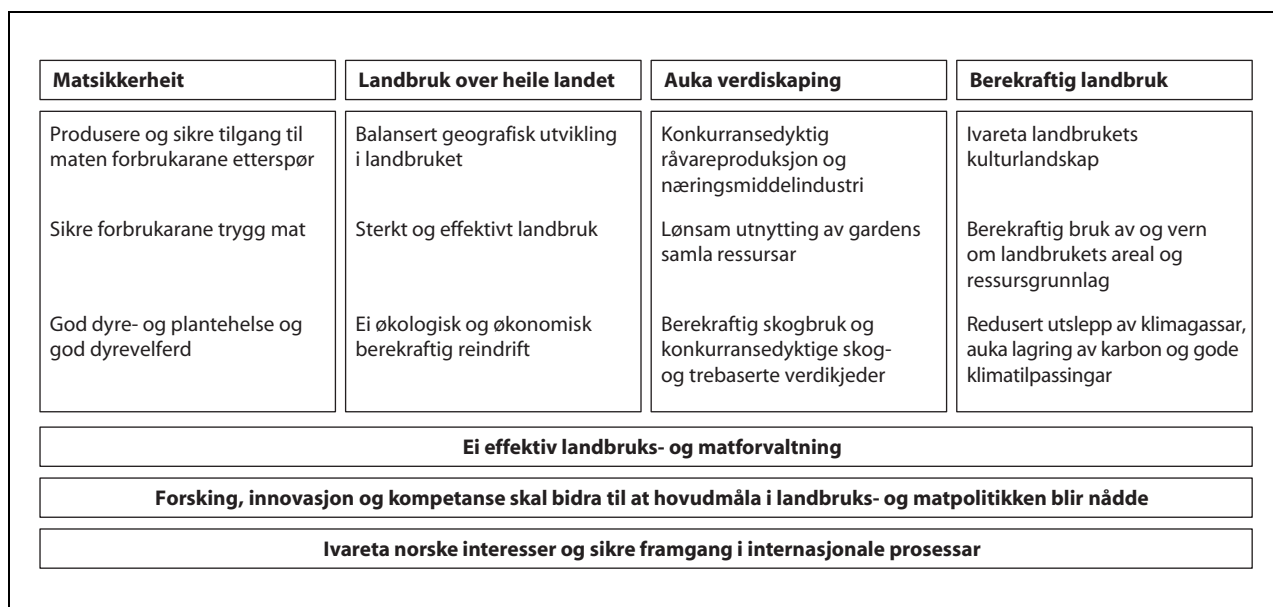 Matsikkerheit
Produsere og sikre tilgang til
maten forbrukarane etterspør
Sikre forbrukarane trygg mat
God dyre- og plantehelse og
god dyrevelferd
Landbruk over heile landet
Balansert geografisk utvikling
i landbruket
Sterkt og effektivt landbruk
Ei økologisk og økonomisk
berekraftig reindrift
Auka verdiskaping
Konkurransedyktig
råvareproduksjon og
næringsmiddelindustri
Lønsam utnytting av gardens
samla ressursar
Berekraftig skogbruk og
konkurransedyktige skog-
og trebaserte verdikjeder
Berekraftig landbruk
Ivareta landbrukets
kulturlandskap
Berekraftig bruk av og vern
om landbrukets areal og
ressursgrunnlag
Redusert utslepp av klimagassar,
auka lagring av karbon og gode
klimatilpassingar
Ei effektiv landbruks- og matforvaltning
Forsking, innovasjon og kompetanse skal bidra til at hovudmåla i landbruks- og matpolitikken blir nådde
Ivareta norske interesser og sikre framgang i internasjonale prosessar